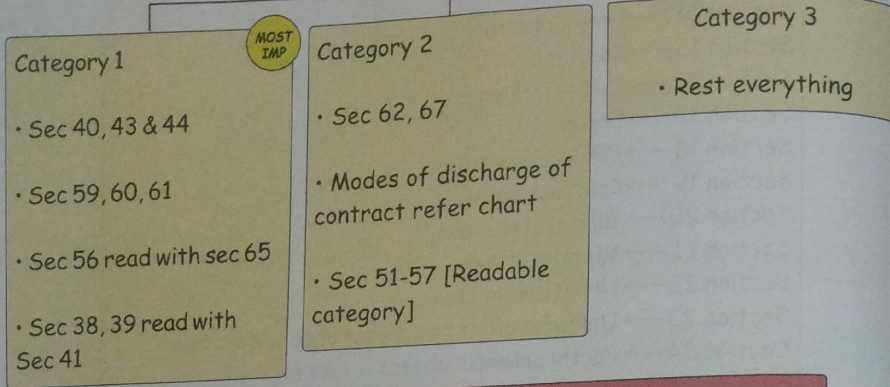 Category 1
MOST
IMP
• Sec 40, 43 & 44
• Sec 59, 60, 61
• Sec 56 read with sec 65
• Sec 38, 39 read with
Sec 41
Category 2
• Sec 62, 67
• Modes of discharge of
contract refer chart
• Sec 51-57 [Readable
category]
Category 3
• Rest everything